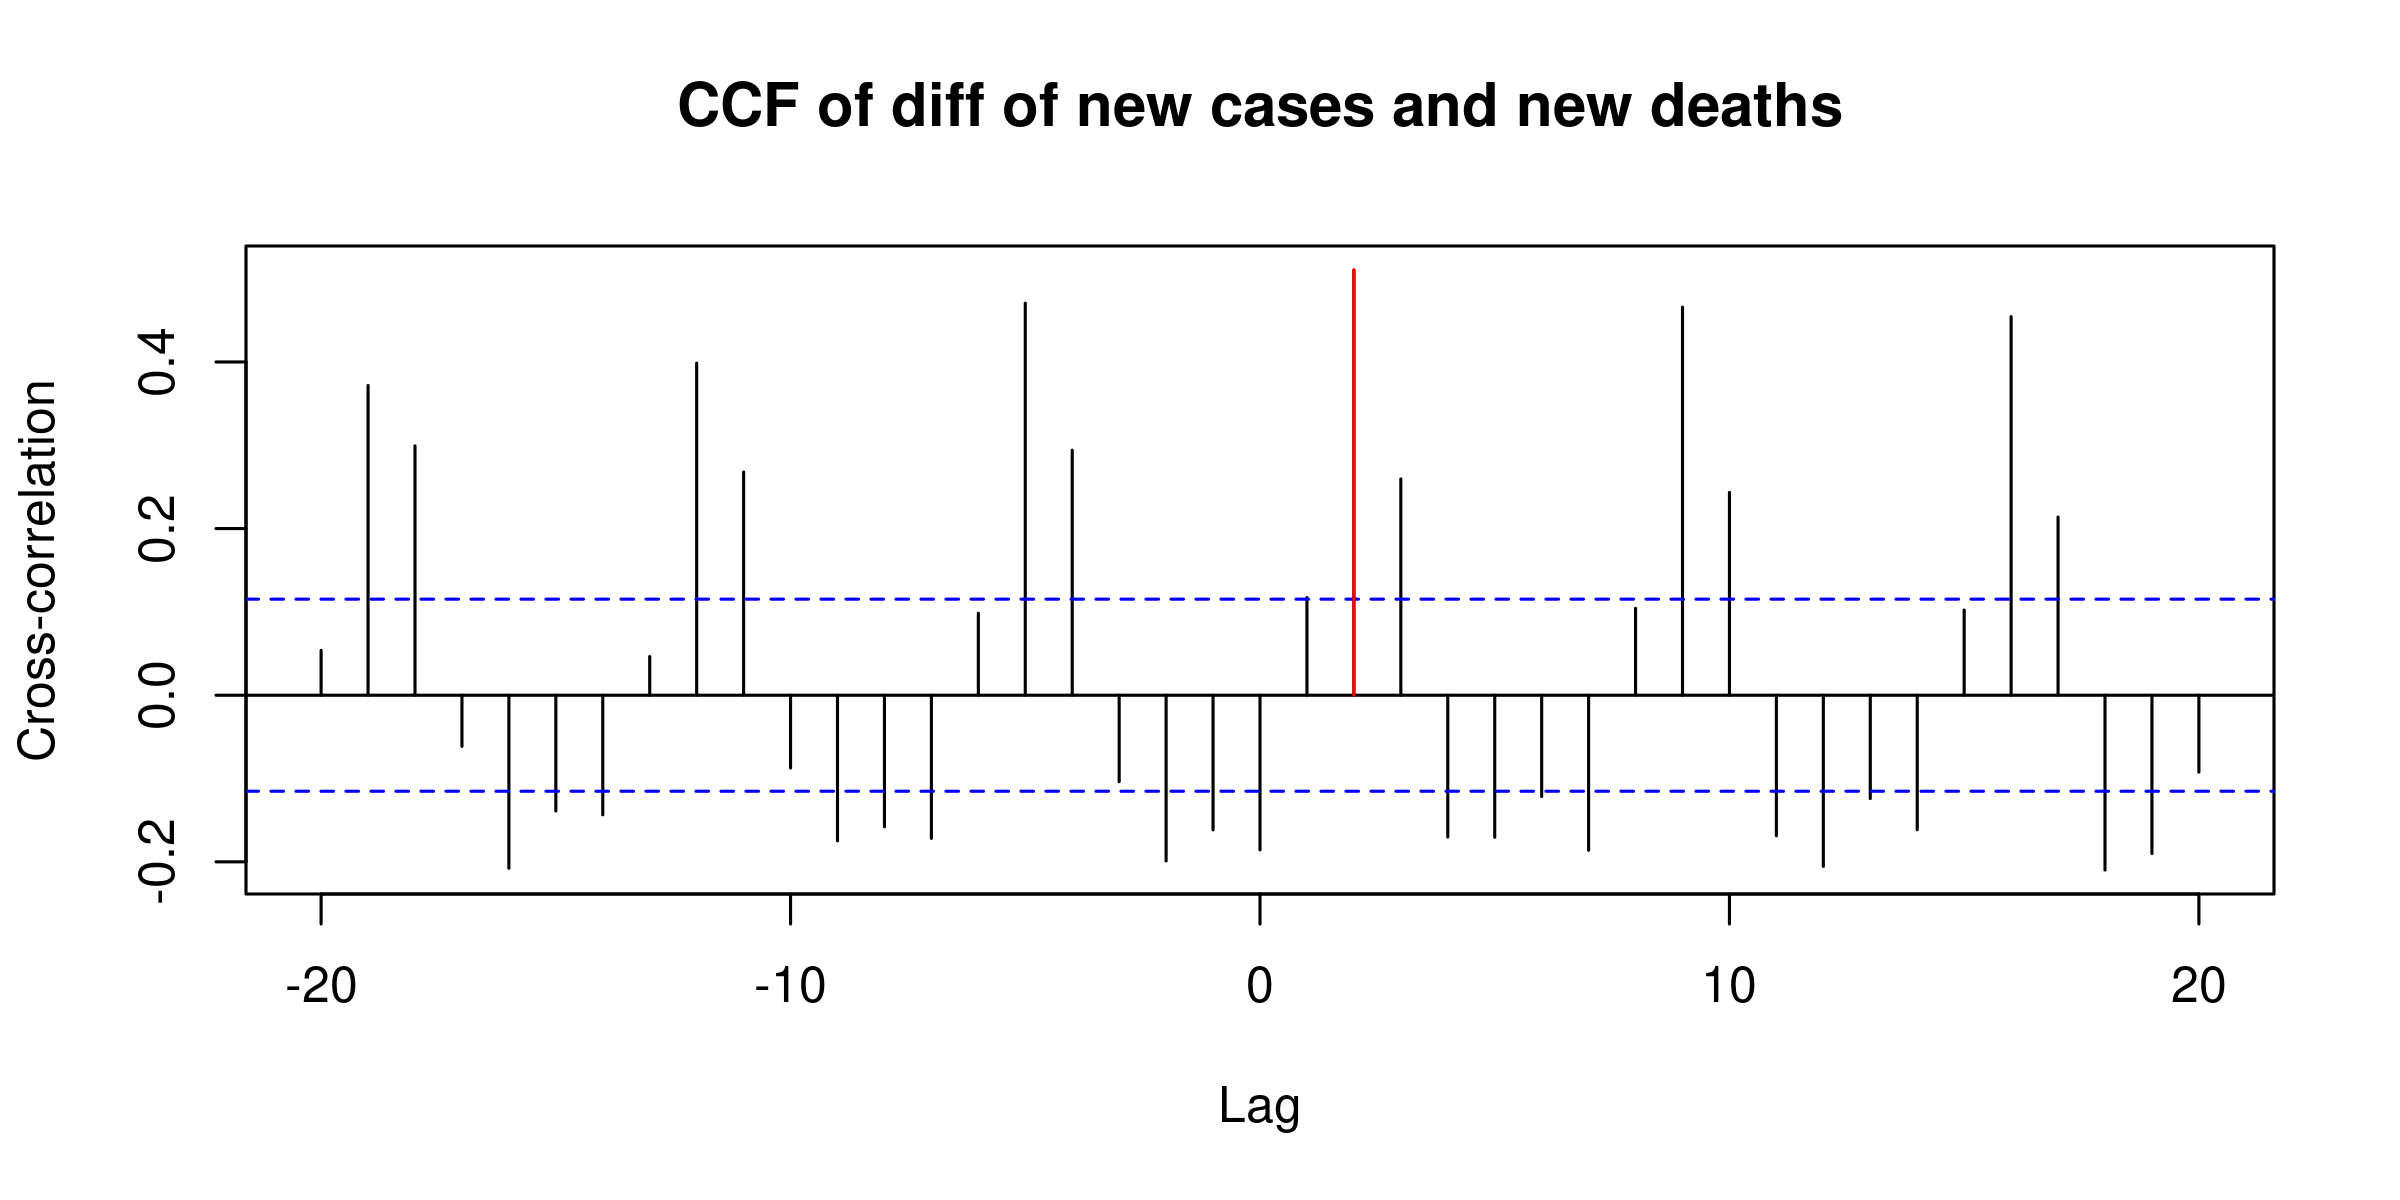 CCF of diff of new cases and new deaths
Cross-correlation
0.4
0.2
0.0
-0.2
-20 -10 0 10 20
Lag